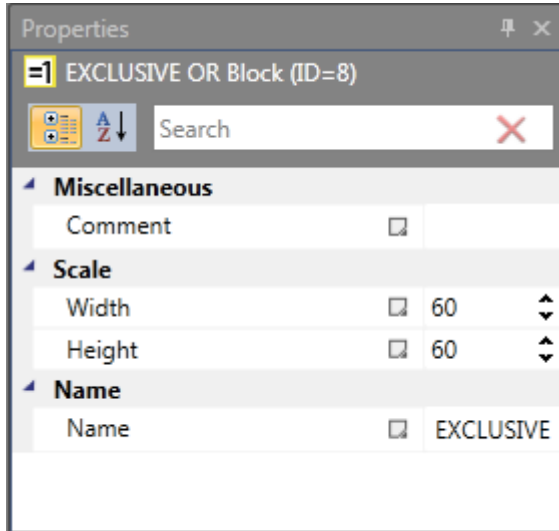 Properties
=1 EXCLUSIVE OR Block (ID=8)
A Z Search
Miscellaneous
Comment
Scale
Width 60
Height 60
Name
Name EXCLUSIVE